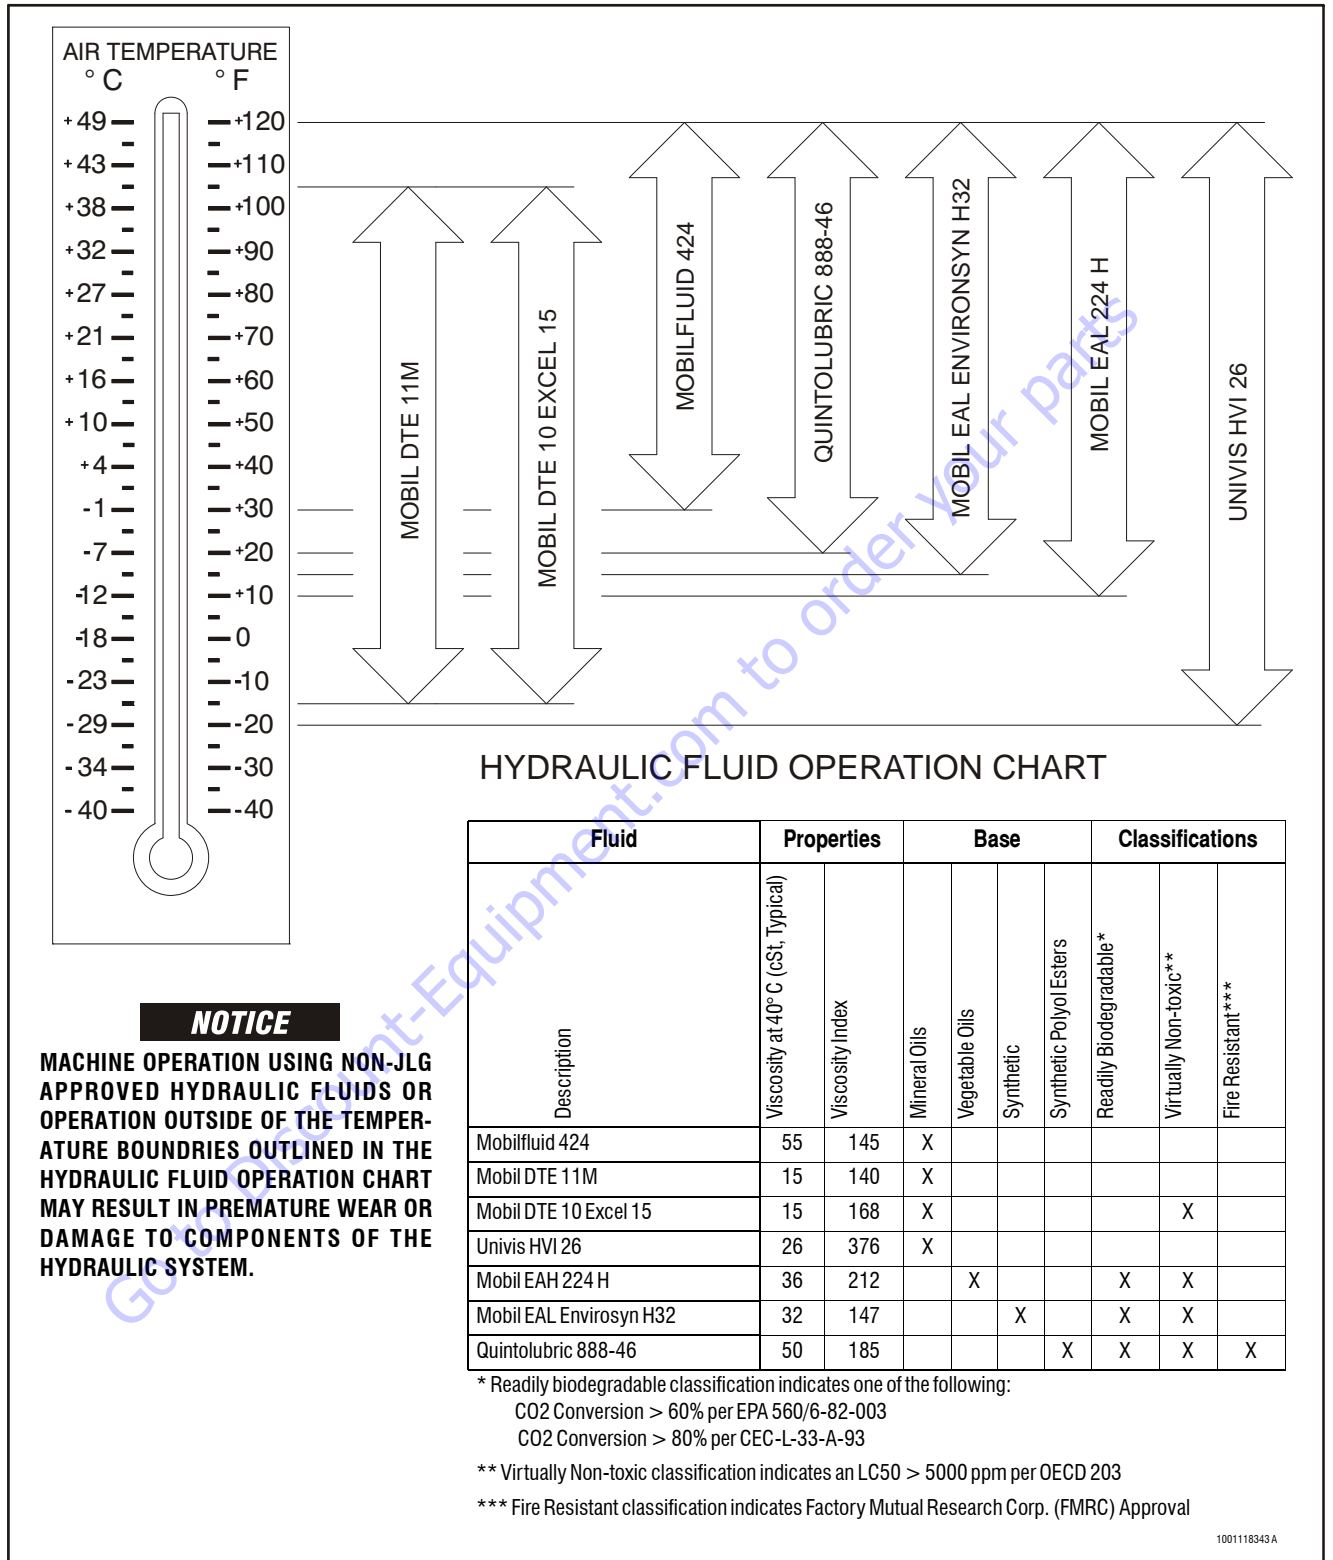 AIR TEMPERATURE
° C ° F
+49 +120
+43 +110
+38 +100
+32 +90
+27 +80
+21 +70
+16 +60
+10 +50
+4 +40
-1 +30
-7 +20
-12 +10
-18 0
-23 -10
-29 -20
-34 -30
-40 -40
MOBIL DTE 11M
MOBIL DTE 10 EXCEL 15
MOBILFLUID 424
QUINTOLUBRIC 888-46
MOBIL EAL ENVIRONSYN H32
MOBIL EAL 224 H
UNIVIS HVI 26
HYDRAULIC FLUID OPERATION CHART
NOTICE
MACHINE OPERATION USING NON-JLG
APPROVED HYDRAULIC FLUIDS OR
OPERATION OUTSIDE OF THE TEMPER-
ATURE BOUNDRIES OUTLINED IN THE
HYDRAULIC FLUID OPERATION CHART
MAY RESULT IN PREMATURE WEAR OR
DAMAGE TO COMPONENTS OF THE
HYDRAULIC SYSTEM.
Fluid Properties Base Classifications
Description
Viscosity at 40° C (cSt, Typical)
Viscosity Index
Mineral Oils
Vegetable Oils
Synthetic
Synthetic Polyol Esters
Readily Biodegradable*
Virtually Non-toxic**
Fire Resistant***
Mobilfluid 424 55 145 X
Mobil DTE 11M 15 140 X
Mobil DTE 10 Excel 15 15 168 X X
Univis HVI 26 26 376 X
Mobil EAH 224 H 36 212 X X X
Mobil EAL Envirosyn H32 32 147 X X X
Quintolubric 888-46 50 185 X X X X
* Readily biodegradable classification indicates one of the following:
CO2 Conversion > 60% per EPA 560/6-82-003
CO2 Conversion > 80% per CEC-L-33-A-93
** Virtually Non-toxic classification indicates an LC50 > 5000 ppm per OECD 203
*** Fire Resistant classification indicates Factory Mutual Research Corp. (FMRC) Approval
1001118343 A
Go to Discount-Equipment.com to order your parts